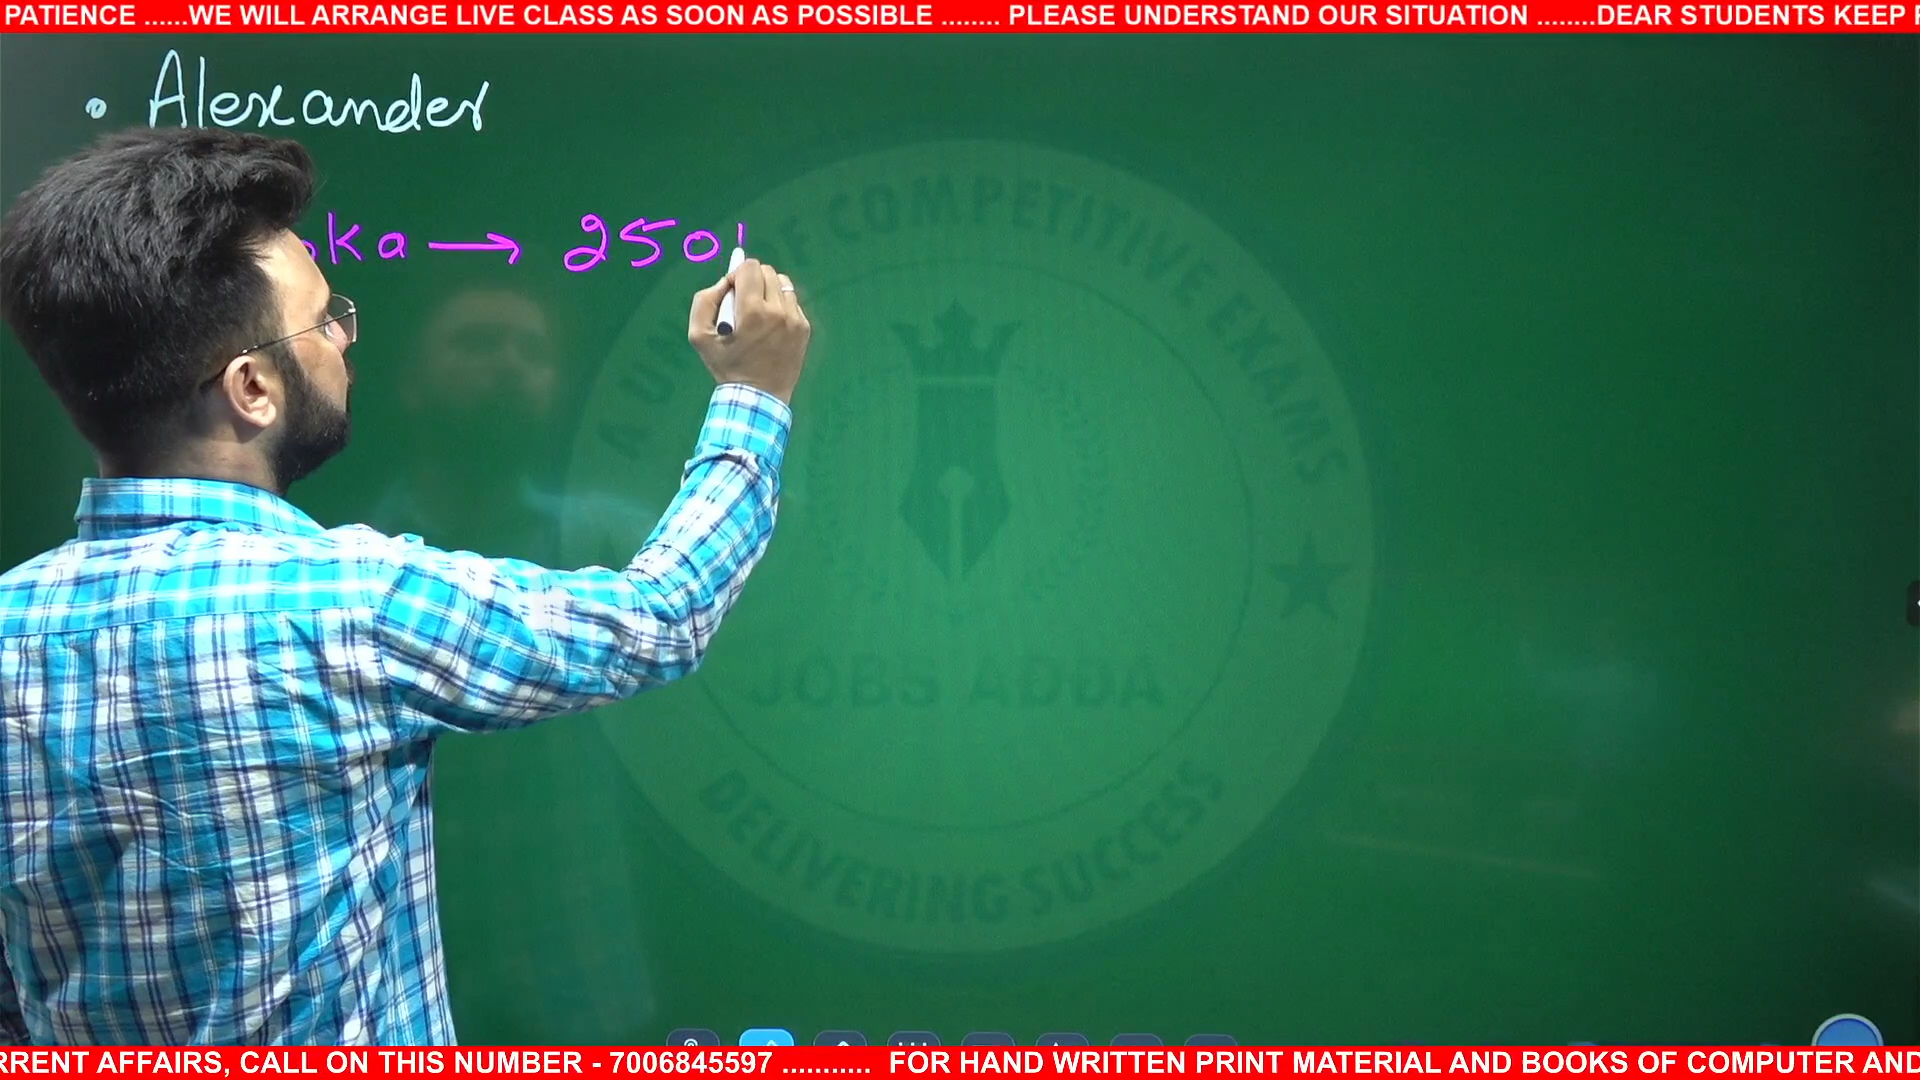 PATIENCE ......WE WILL ARRANGE LIVE CLASS AS SOON AS POSSIBLE ........ PLEASE UNDERSTAND OUR SITUATION ........DEAR STUDENTS KEEP
• Alexander
ka → 250
OF COMPETITIVE EXAMS
JOBS ADDA
DELIVERING SUCCESS
RRENT AFFAIRS, CALL ON THIS NUMBER - 7006845597 ........... FOR HAND WRITTEN PRINT MATERIAL AND BOOKS OF COMPUTER AND